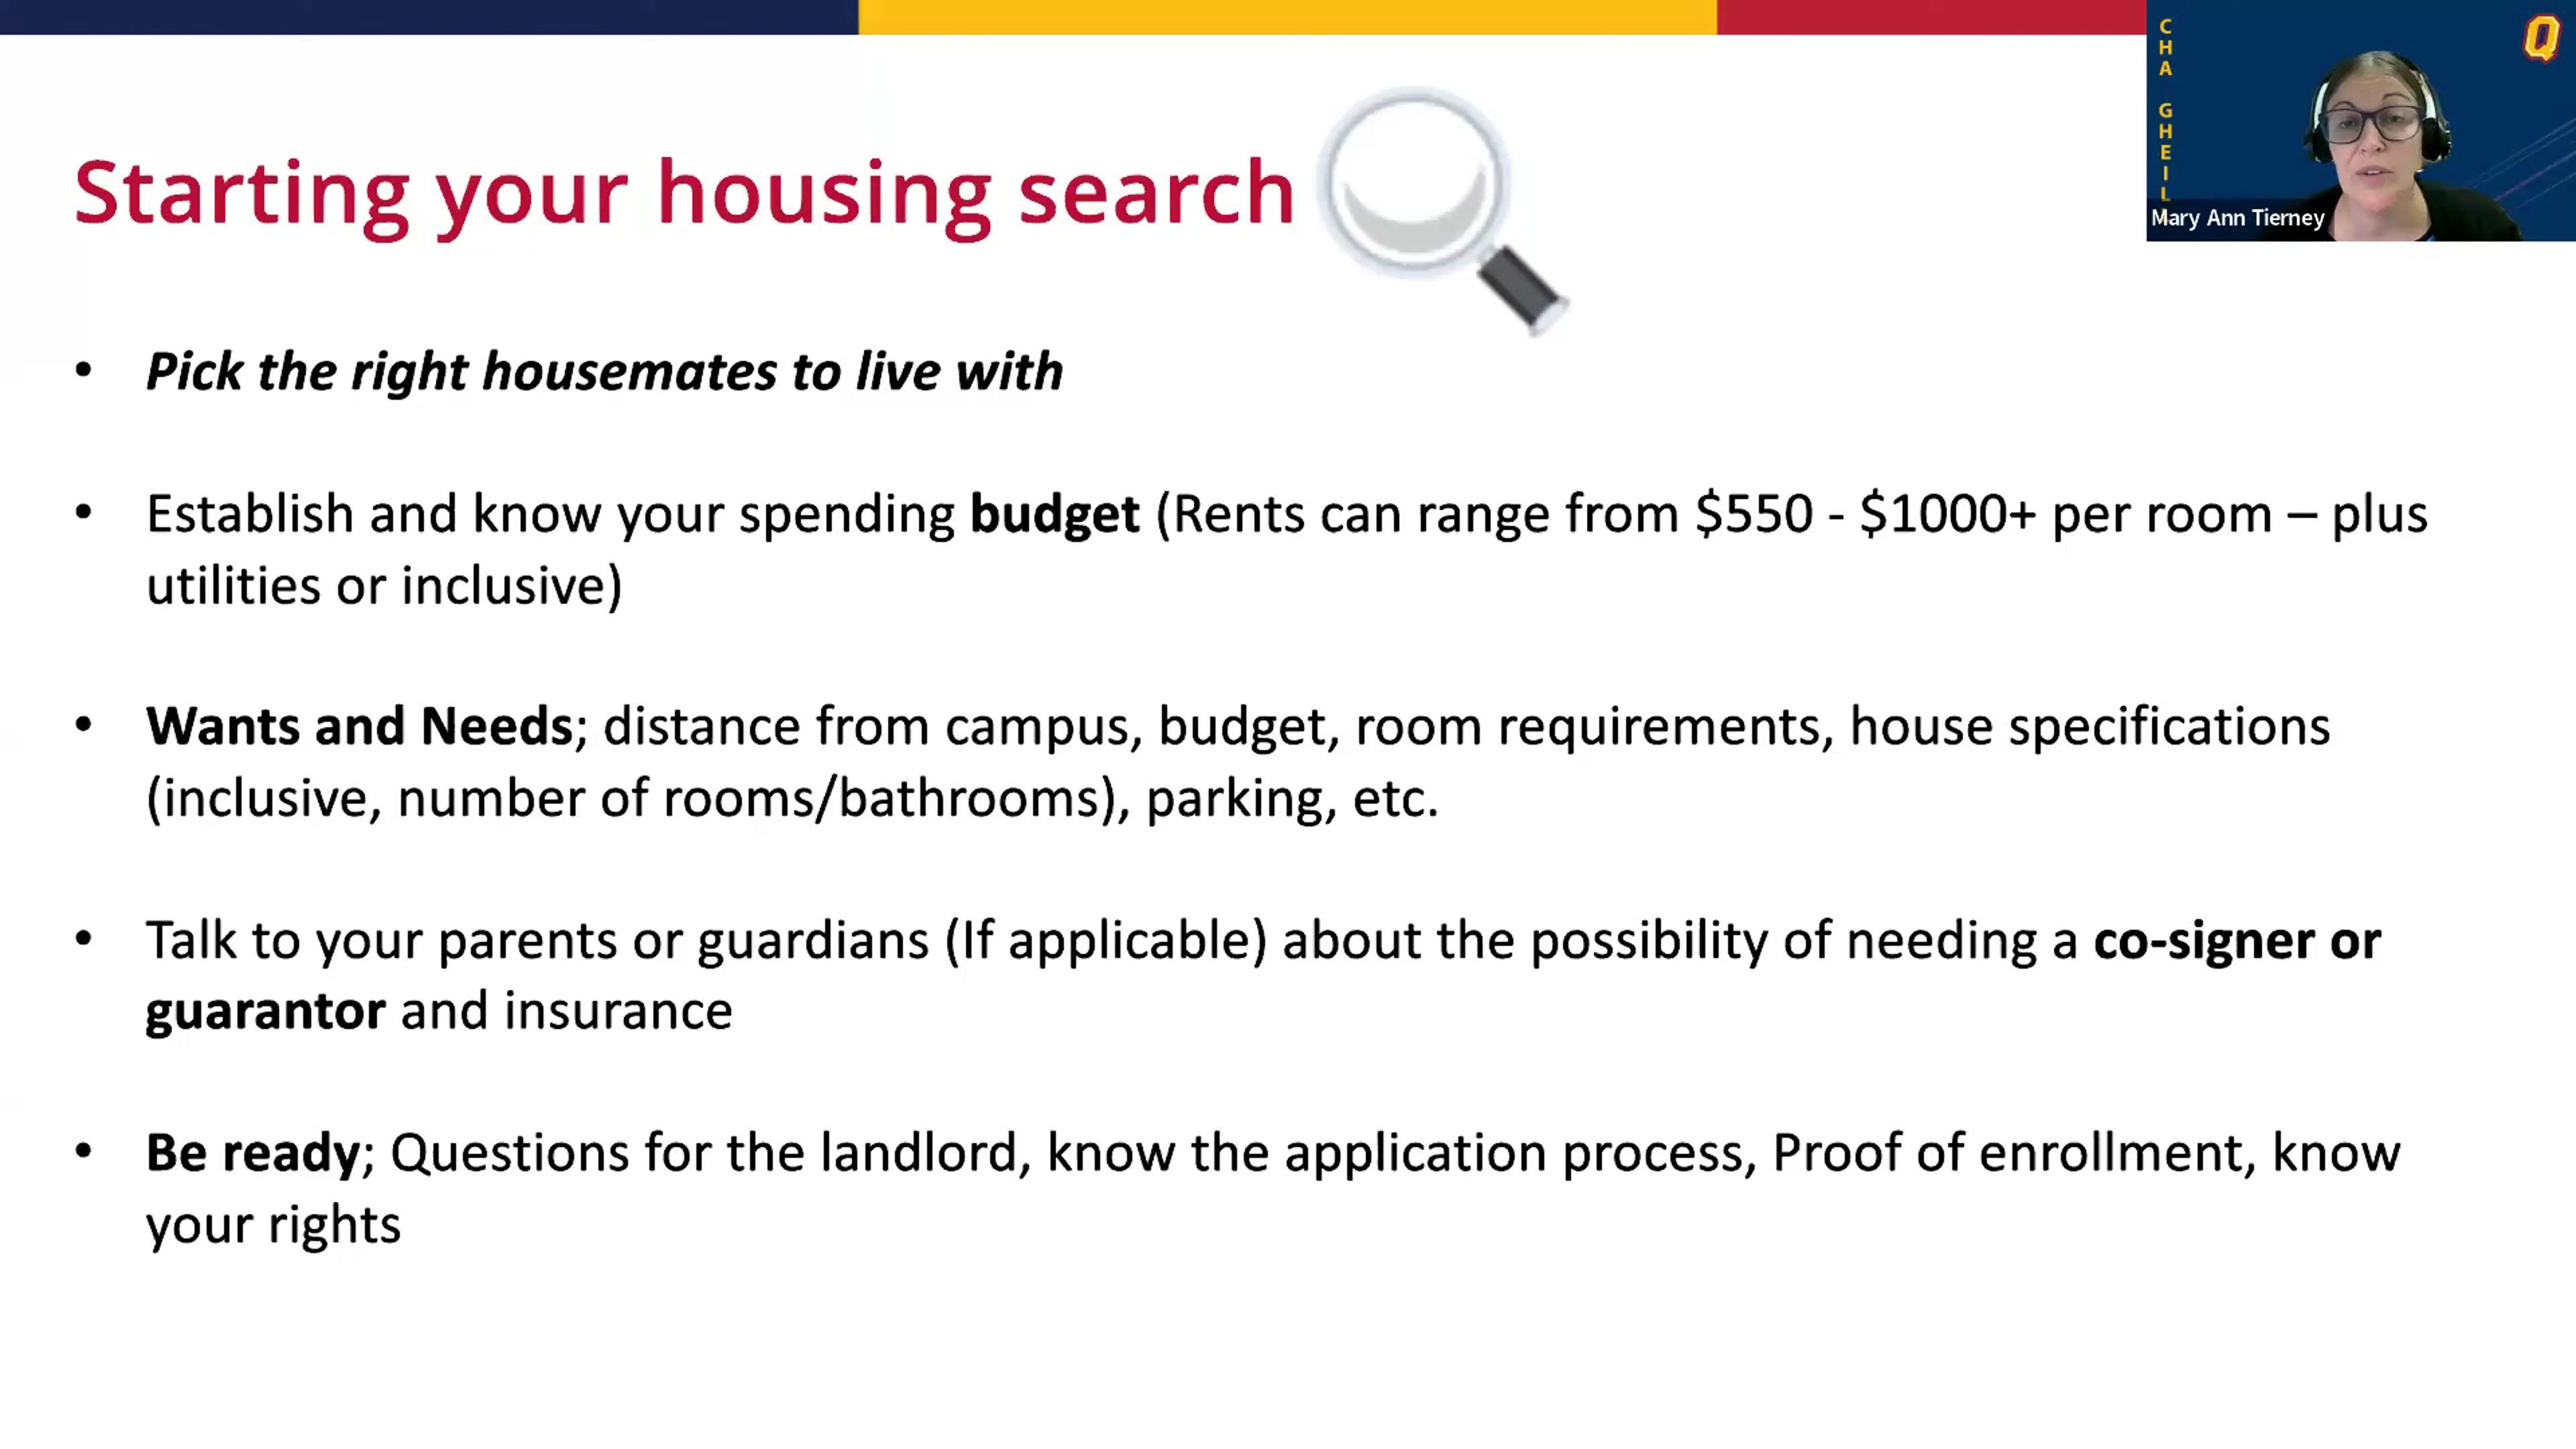 Starting your housing search
• Pick the right housemates to live with
• Establish and know your spending budget (Rents can range from $550 - $1000+ per room – plus
utilities or inclusive)
• Wants and Needs; distance from campus, budget, room requirements, house specifications
(inclusive, number of rooms/bathrooms), parking, etc.
• Talk to your parents or guardians (If applicable) about the possibility of needing a co-signer or
guarantor and insurance
• Be ready; Questions for the landlord, know the application process, Proof of enrollment, know
your rights
CHA GHEIL
Q
Mary Ann Tierney